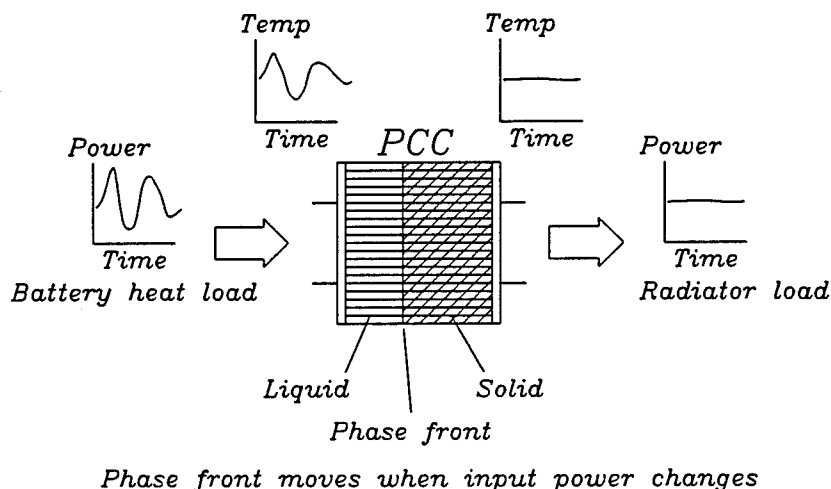 Temp
Temp
Time
PCC
Time
Power
Power
Time
Time
Battery heat load
Radiator load
Liquid
Solid
Phase front
Phase front moves when input power changes